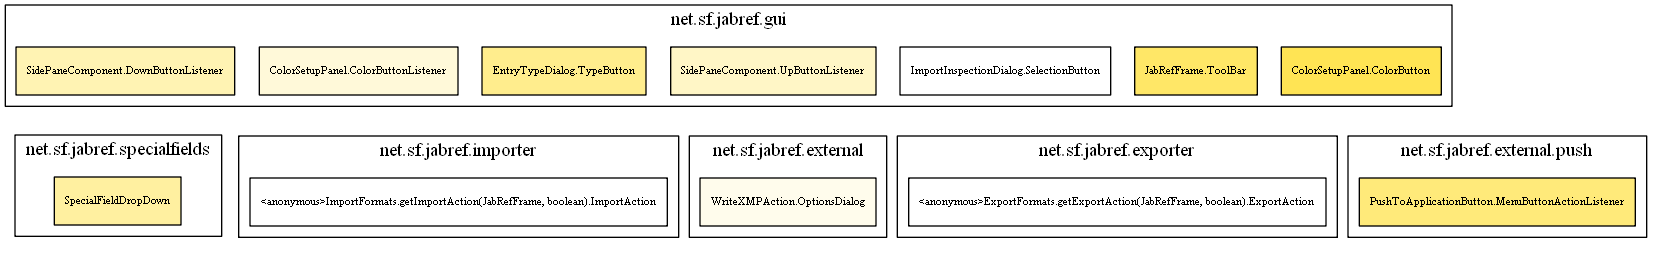 net.sf.jabref.gui
SidePaneComponent.DownButtonListener
ColorSetupPanel.ColorButtonListener
EntryTypeDialog.TypeButton
SidePaneComponent.UpButtonListener
ImportInspectionDialog.SelectionButton
JabRefFrame.ToolBar
ColorSetupPanel.ColorButton
net.sf.jabref.specialfields
SpecialFieldDropDown
net.sf.jabref.importer
<anonymous>ImportFormats.getImportAction(JabRefFrame, boolean).ImportAction
net.sf.jabref.external
WriteXMPAction.OptionsDialog
net.sf.jabref.exporter
<anonymous>ExportFormats.getExportAction(JabRefFrame, boolean).ExportAction
net.sf.jabref.external.push
PushToApplicationButton.MenuButtonActionListener